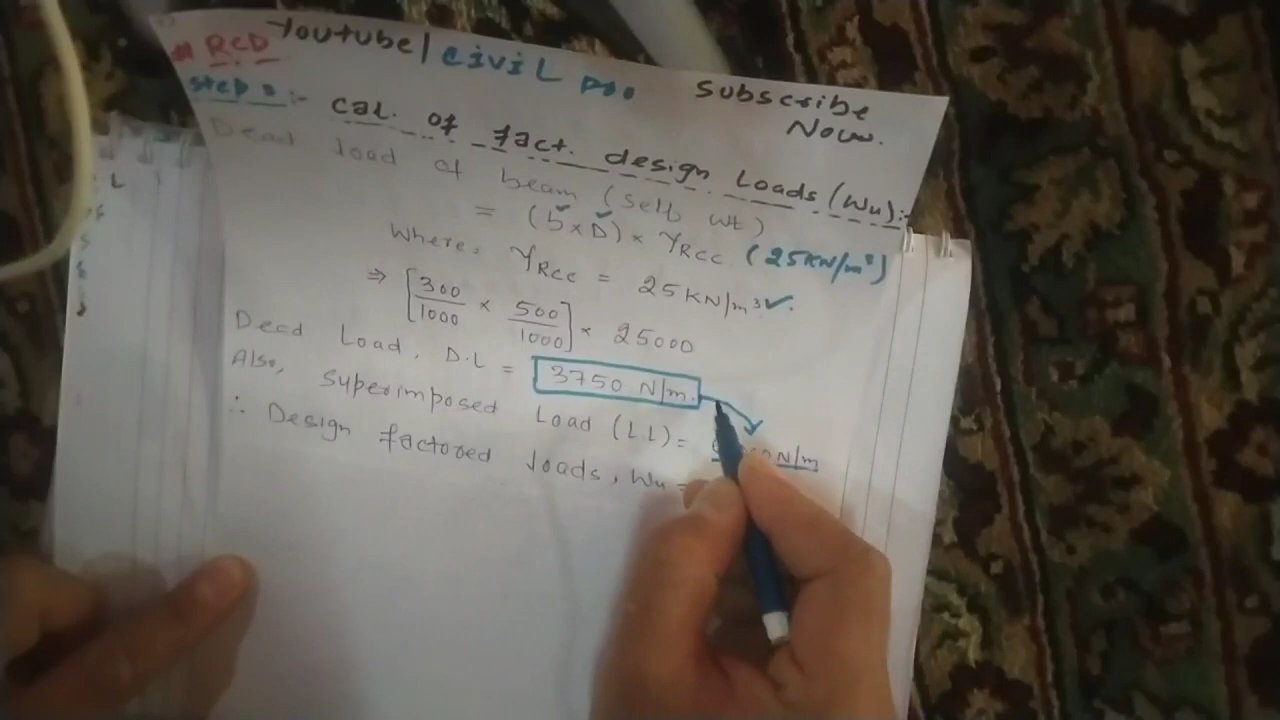 Youtube/civil pro Subscribe Now.
# RCD
Step :- cal. of fact. design Loads (Wu):-
Dead load of beam (self wt)
= (b × D) × γRCC (25KN/m³)
Where, γRCC = 25KN/m³ ✓.
⇒ [300/1000 × 500/1000] × 25000
Dead Load, D.L = 3750 N/m.
Also, superimposed Load (LL) = N/m
∴ Design factored loads, Wu =